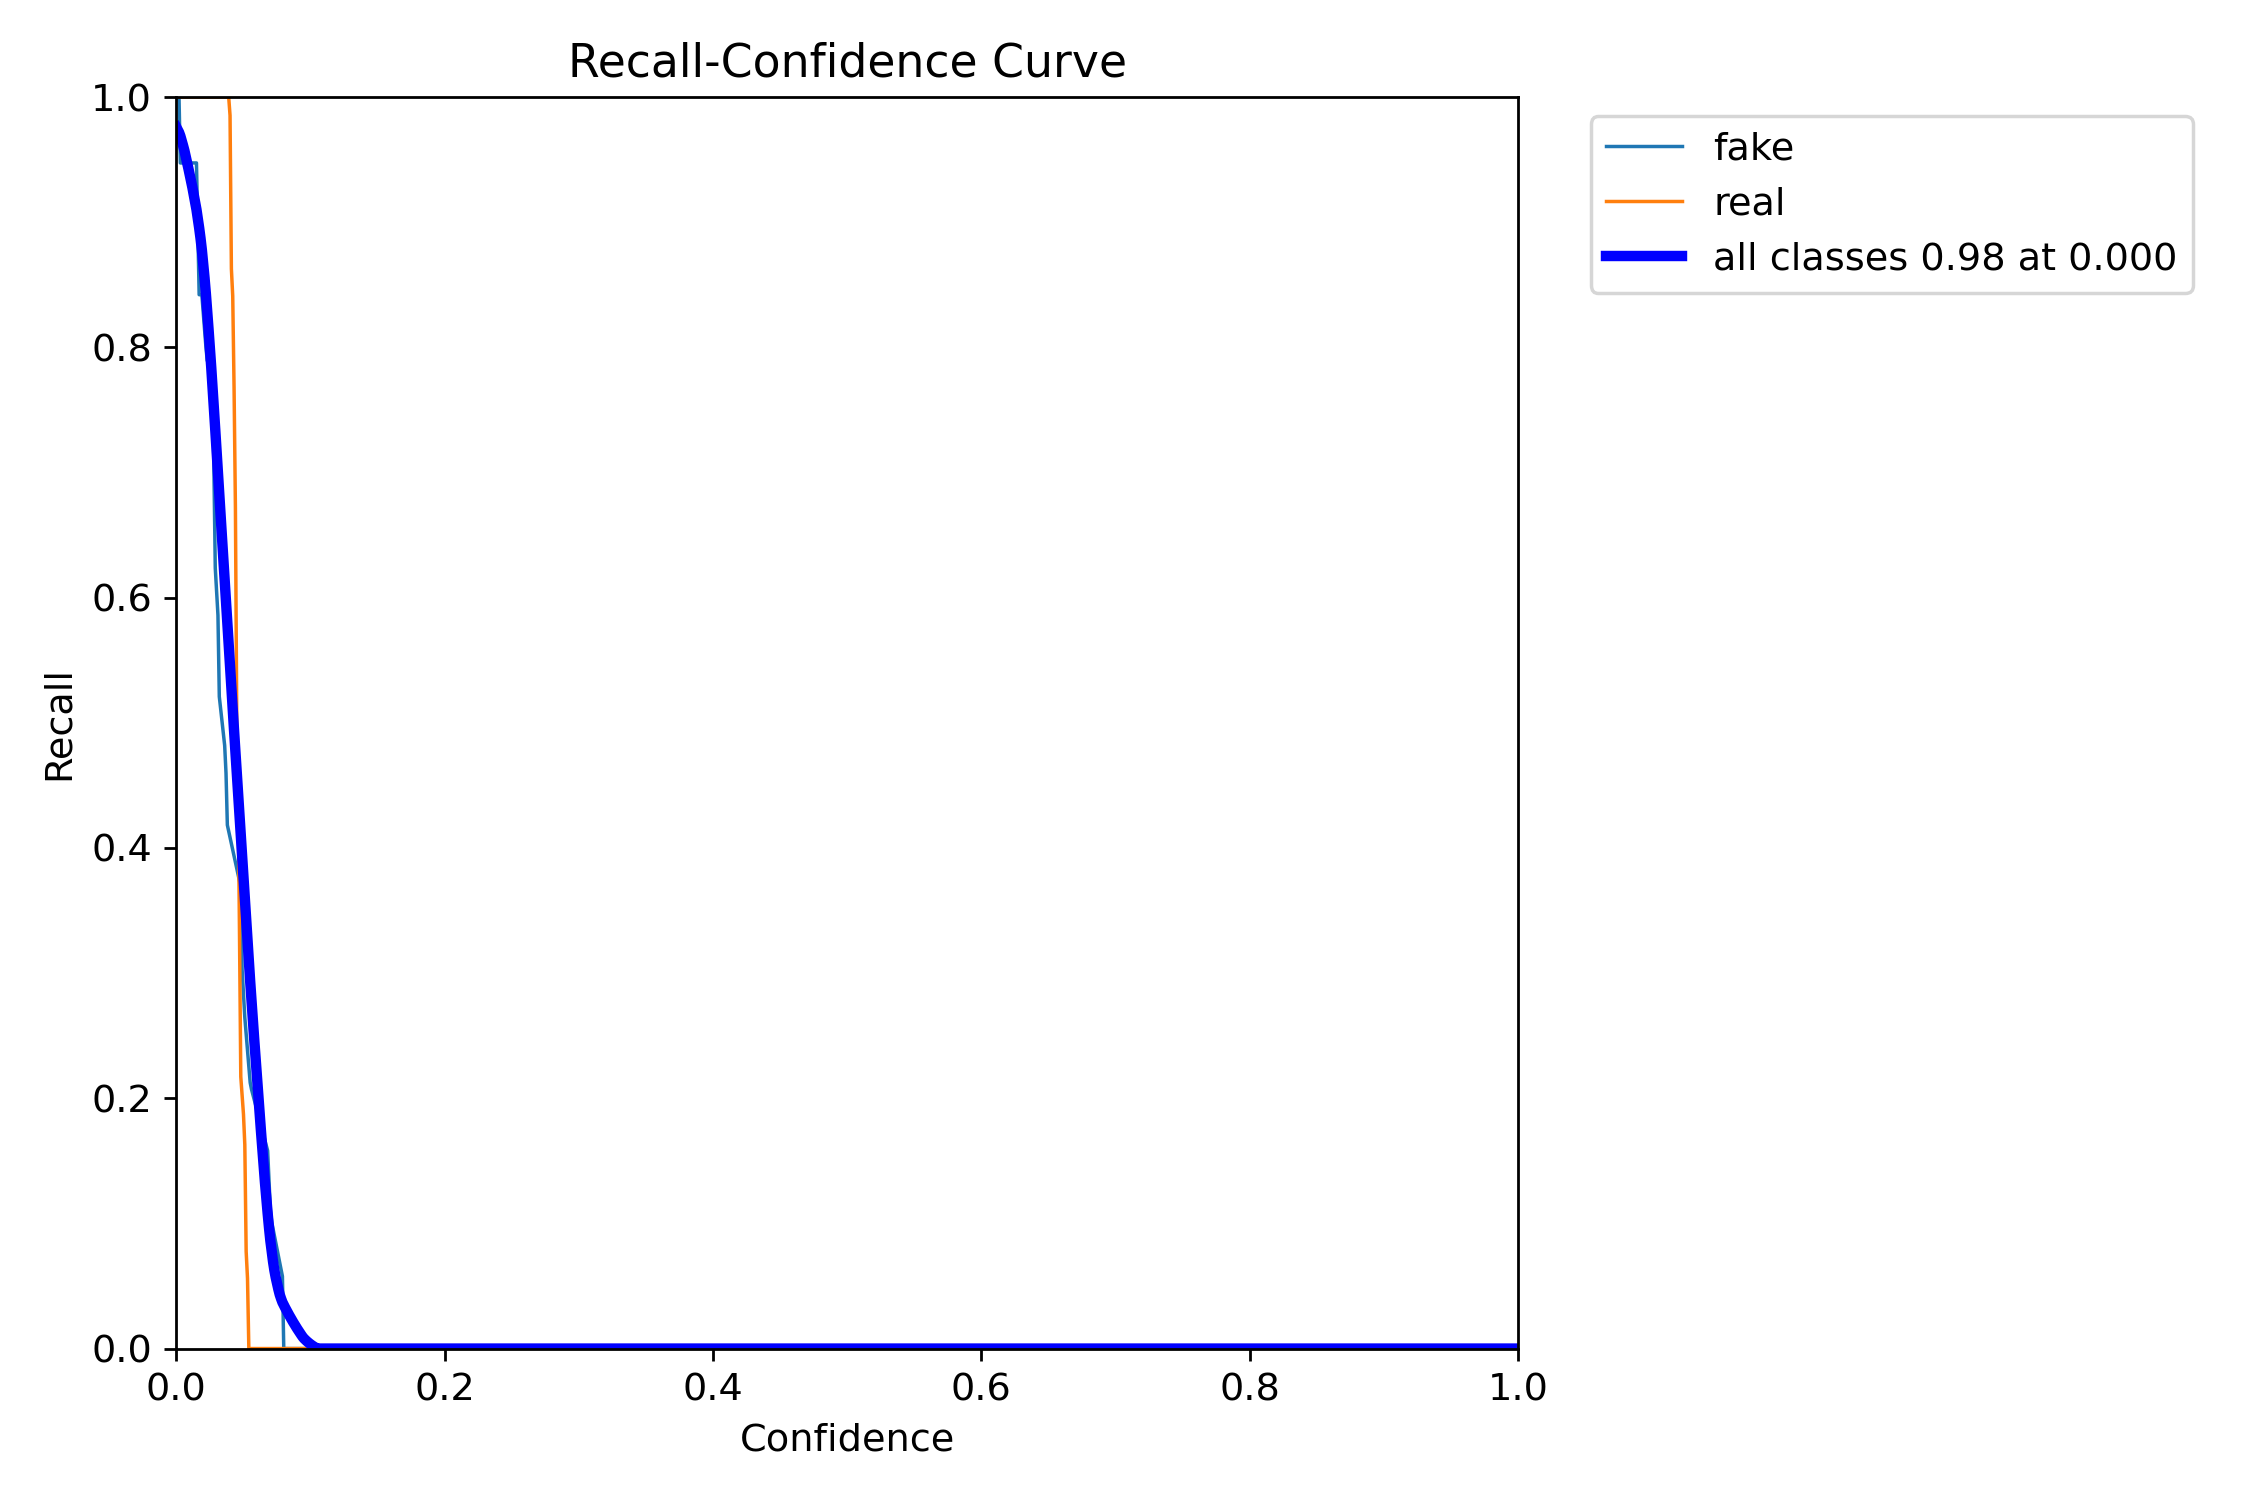 Recall-Confidence Curve
1.0
0.8
0.6
0.4
0.2
0.0
Recall
0.0 0.2 0.4 0.6 0.8 1.0
Confidence
fake
real
all classes 0.98 at 0.000